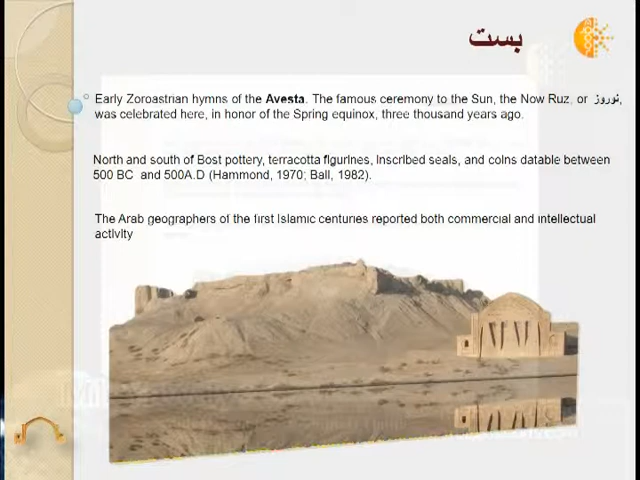 بست
Early Zoroastrian hymns of the Avesta. The famous ceremony to the Sun, the Now Ruz, or نوروز,
was celebrated here, in honor of the Spring equinox, three thousand years ago.
North and south of Bost pottery, terracotta figurines, inscribed seals, and coins datable between
500 BC and 500A.D (Hammond, 1970; Ball, 1982).
The Arab geographers of the first Islamic centuries reported both commercial and intellectual
activity